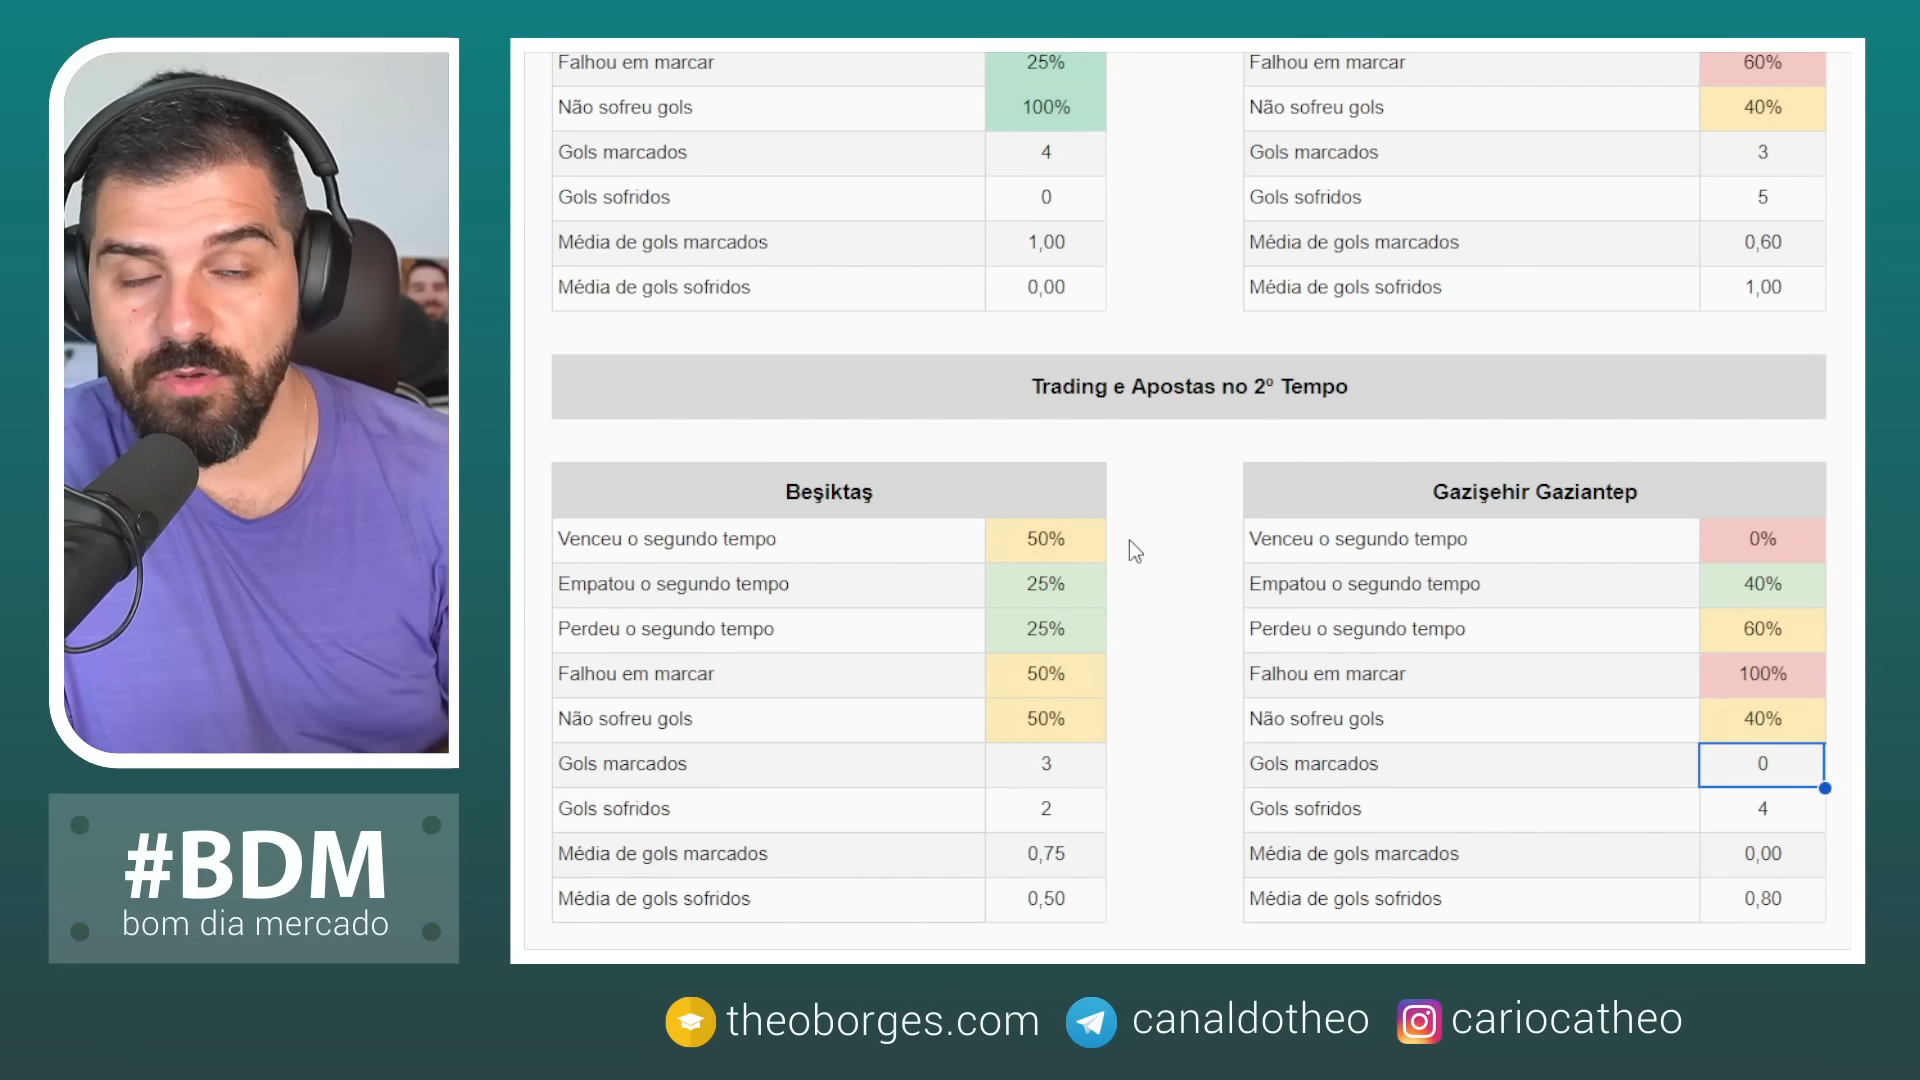 Falhou em marcar 25%
Não sofreu gols 100%
Gols marcados 4
Gols sofridos 0
Média de gols marcados 1,00
Média de gols sofridos 0,00
Falhou em marcar 60%
Não sofreu gols 40%
Gols marcados 3
Gols sofridos 5
Média de gols marcados 0,60
Média de gols sofridos 1,00
Trading e Apostas no 2º Tempo
Beşiktaş
Venceu o segundo tempo 50%
Empatou o segundo tempo 25%
Perdeu o segundo tempo 25%
Falhou em marcar 50%
Não sofreu gols 50%
Gols marcados 3
Gols sofridos 2
Média de gols marcados 0,75
Média de gols sofridos 0,50
Gazişehir Gaziantep
Venceu o segundo tempo 0%
Empatou o segundo tempo 40%
Perdeu o segundo tempo 60%
Falhou em marcar 100%
Não sofreu gols 40%
Gols marcados 0
Gols sofridos 4
Média de gols marcados 0,00
Média de gols sofridos 0,80
#BDM
bom dia mercado
theoborges.com
canaldotheo
cariocatheo